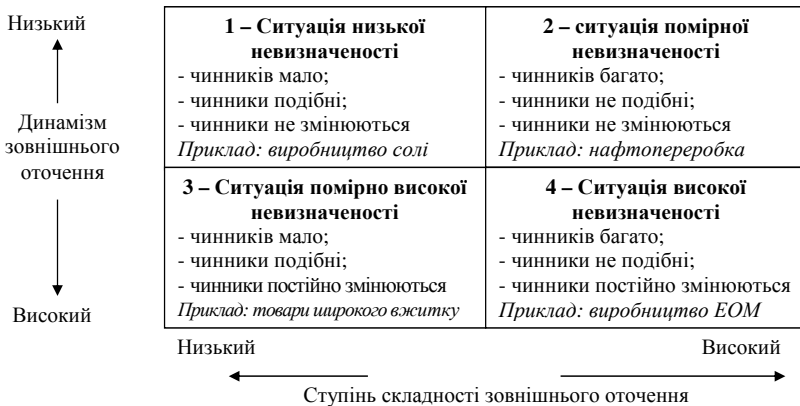 Низький
Динамізм
зовнішнього
оточення
Високий
1 – Ситуація низької
невизначеності
- чинників мало;
- чинники подібні;
- чинники не змінюються
Приклад: виробництво солі
2 – ситуація помірної
невизначеності
- чинників багато;
- чинники не подібні;
- чинники не змінюються
Приклад: нафтопереробка
3 – Ситуація помірно високої
невизначеності
- чинників мало;
- чинники подібні;
- чинники постійно змінюються
Приклад: товари широкого вжитку
4 – Ситуація високої
невизначеності
- чинників багато;
- чинники не подібні;
- чинники постійно змінюються
Приклад: виробництво ЕОМ
Низький
Високий
Ступінь складності зовнішнього оточення